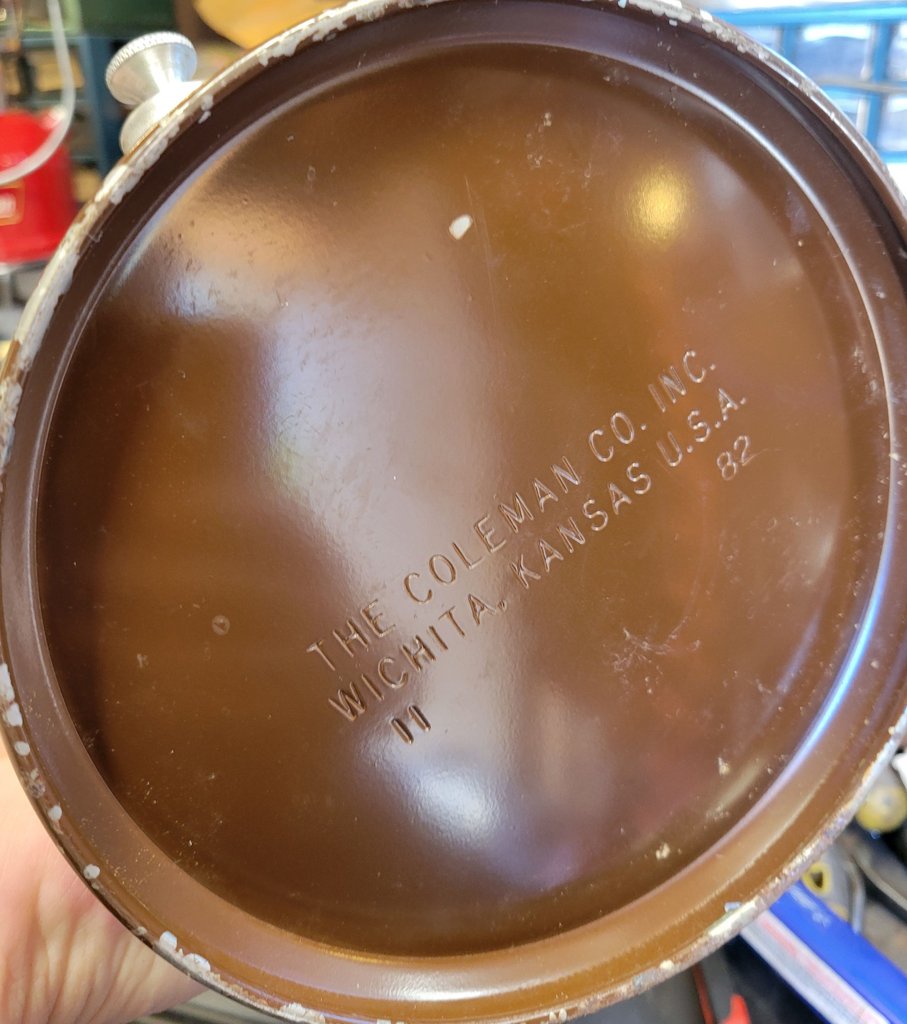 THE COLEMAN CO. INC.
WICHITA, KANSAS U.S.A.
11 82